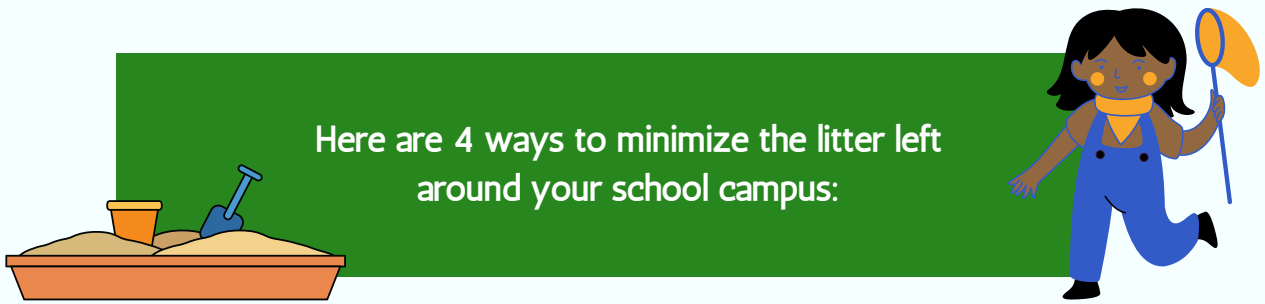 Here are 4 ways to minimize the litter left
around your school campus: